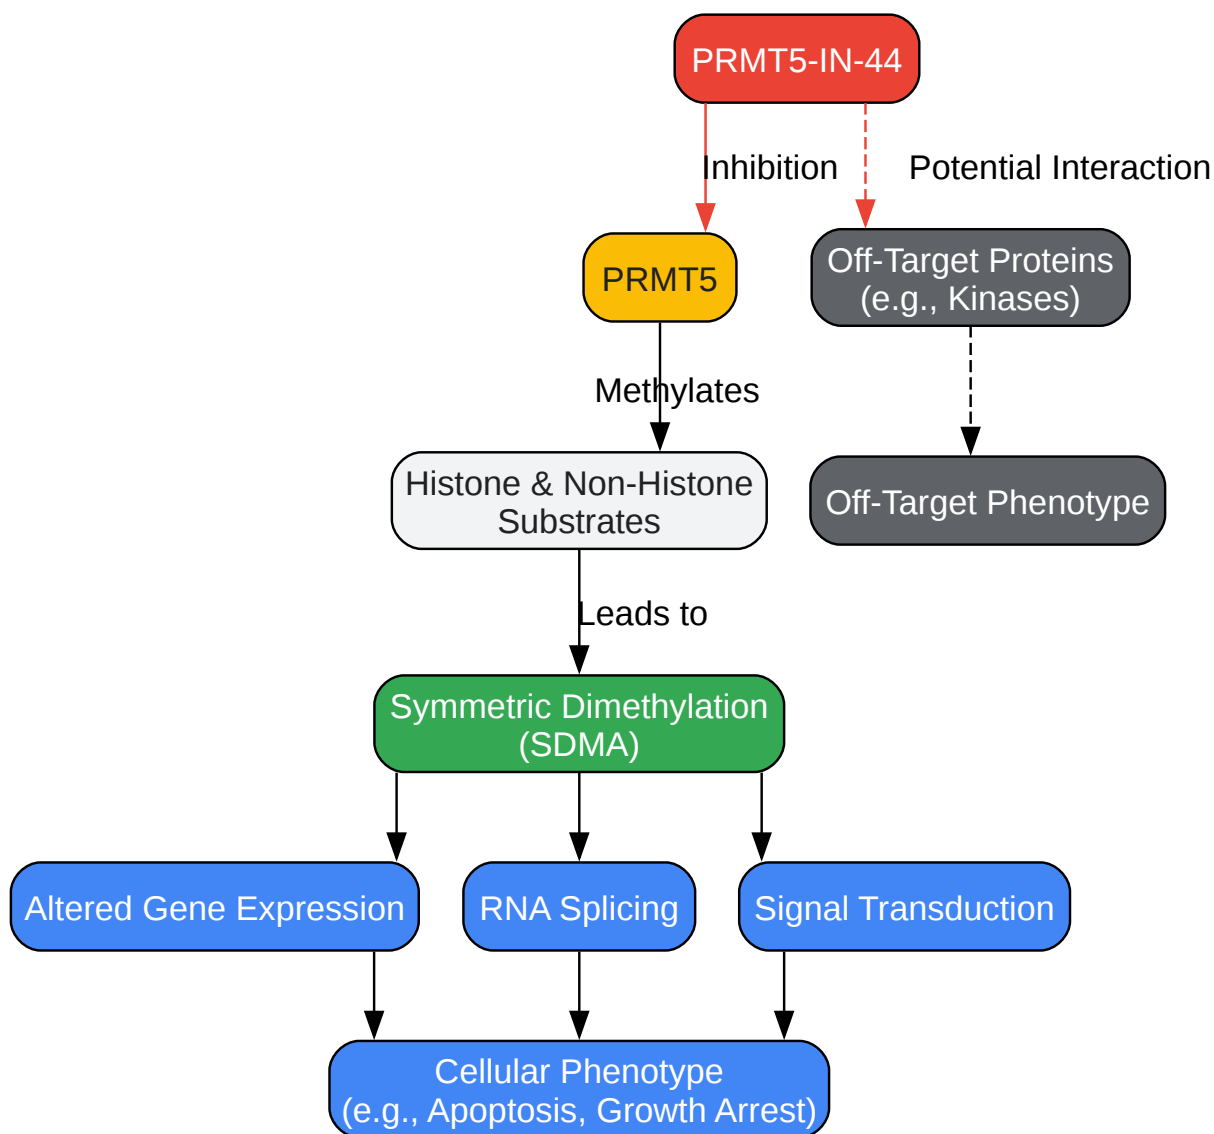 PRMT5-IN-44
Inhibition
Potential Interaction
PRMT5
Off-Target Proteins
(e.g., Kinases)
Methylates
Histone & Non-Histone
Substrates
Off-Target Phenotype
Leads to
Symmetric Dimethylation
(SDMA)
Altered Gene Expression
RNA Splicing
Signal Transduction
Cellular Phenotype
(e.g., Apoptosis, Growth Arrest)